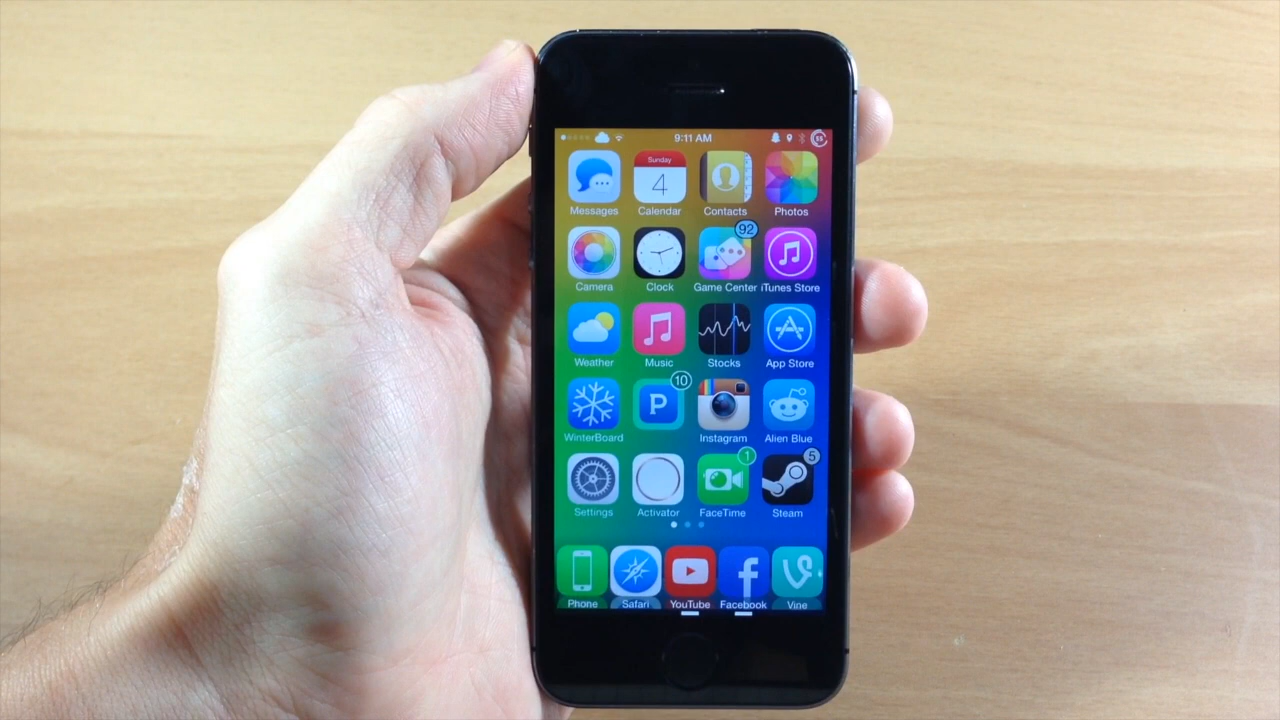 9:11 AM 55
Sunday
4
Messages Calendar Contacts Photos
92
Camera Clock Game Center iTunes Store
Weather Music Stocks App Store
10
P
WinterBoard Instagram Alien Blue
1 5
Settings Activator FaceTime Steam
f
Phone Safari YouTube Facebook Vine